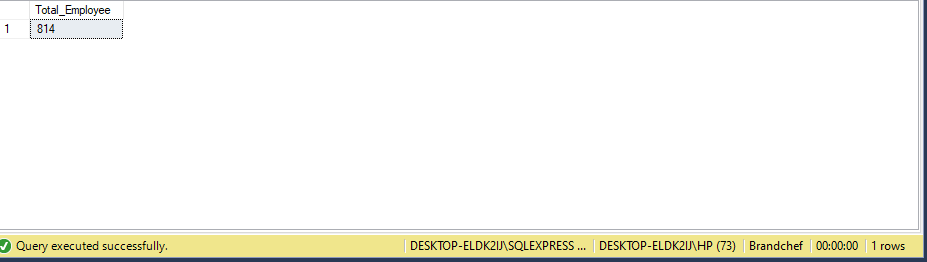 Total_Employee
1 814
Query executed successfully. DESKTOP-ELDK2IJ\SQLEXPRESS ... DESKTOP-ELDK2IJ\HP (73) Brandchef 00:00:00 1 rows